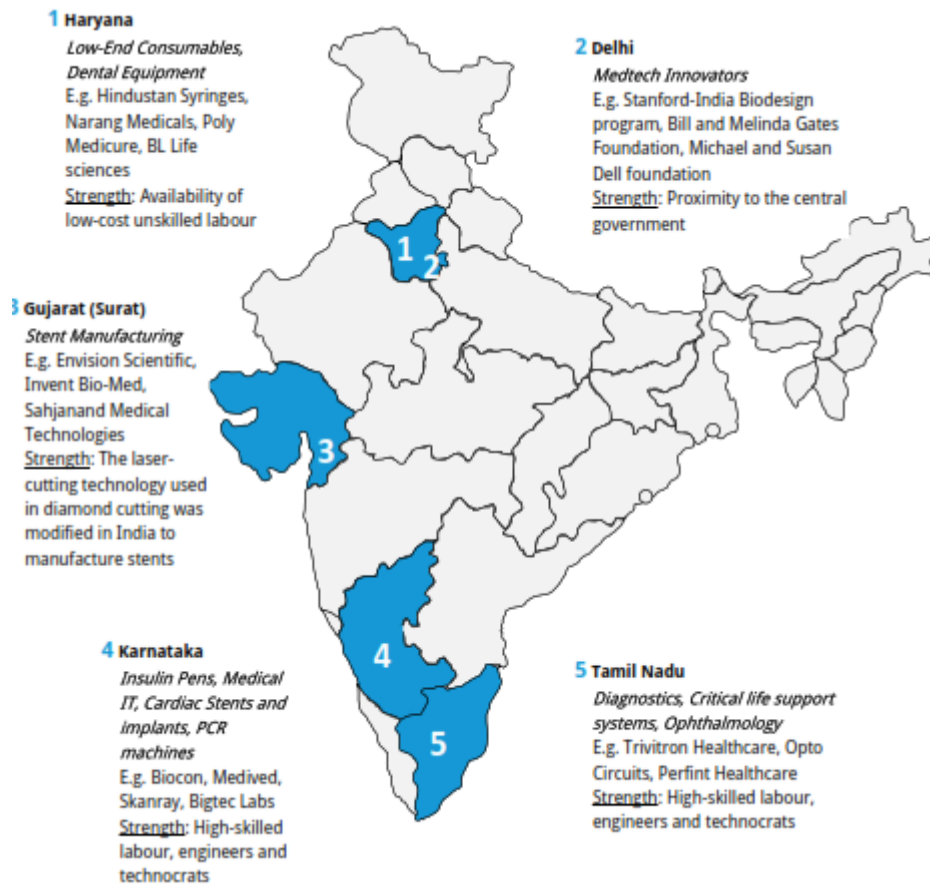 1 Haryana
Low-End Consumables,
Dental Equipment
E.g. Hindustan Syringes,
Narang Medicals, Poly
Medicure, BL Life
sciences
Strength: Availability of
low-cost unskilled labour
2 Delhi
Medtech Innovators
E.g. Stanford-India Biodesign
program, Bill and Melinda Gates
Foundation, Michael and Susan
Dell foundation
Strength: Proximity to the central
government
3 Gujarat (Surat)
Stent Manufacturing
E.g. Envision Scientific,
Invent Bio-Med,
Sahjanand Medical
Technologies
Strength: The laser-
cutting technology used
in diamond cutting was
modified in India to
manufacture stents
4 Karnataka
Insulin Pens, Medical
IT, Cardiac Stents and
implants, PCR
machines
E.g. Biocon, Medived,
Skanray, Bigtec Labs
Strength: High-skilled
labour, engineers and
technocrats
5 Tamil Nadu
Diagnostics, Critical life support
systems, Ophthalmology
E.g. Trivitron Healthcare, Opto
Circuits, Perfint Healthcare
Strength: High-skilled labour,
engineers and technocrats
1
2
3
4
5